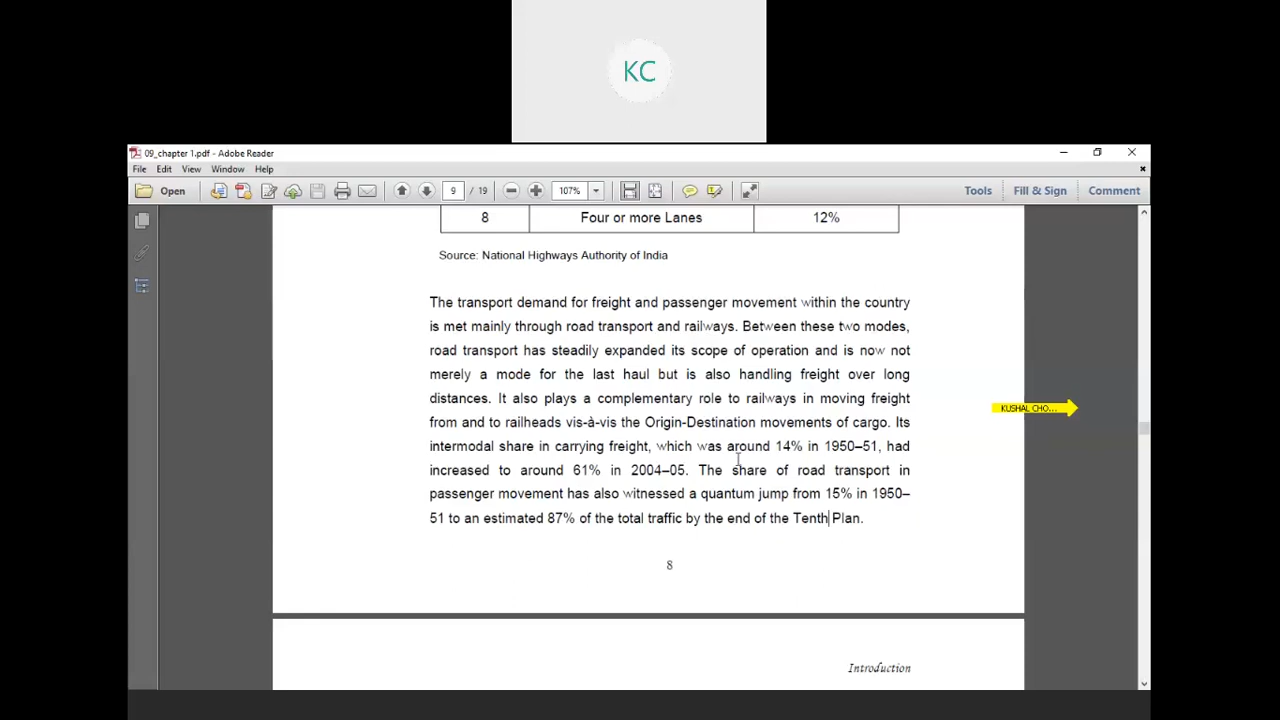 KC
09_chapter 1.pdf - Adobe Reader
File Edit View Window Help
Open 9 / 19 107% Tools Fill & Sign Comment
8 Four or more Lanes 12%
Source: National Highways Authority of India
The transport demand for freight and passenger movement within the country
is met mainly through road transport and railways. Between these two modes,
road transport has steadily expanded its scope of operation and is now not
merely a mode for the last haul but is also handling freight over long
distances. It also plays a complementary role to railways in moving freight
KUSHAL CHO...
from and to railheads vis-à-vis the Origin-Destination movements of cargo. Its
intermodal share in carrying freight, which was around 14% in 1950–51, had
increased to around 61% in 2004–05. The share of road transport in
passenger movement has also witnessed a quantum jump from 15% in 1950–
51 to an estimated 87% of the total traffic by the end of the Tenth Plan.
8
Introduction